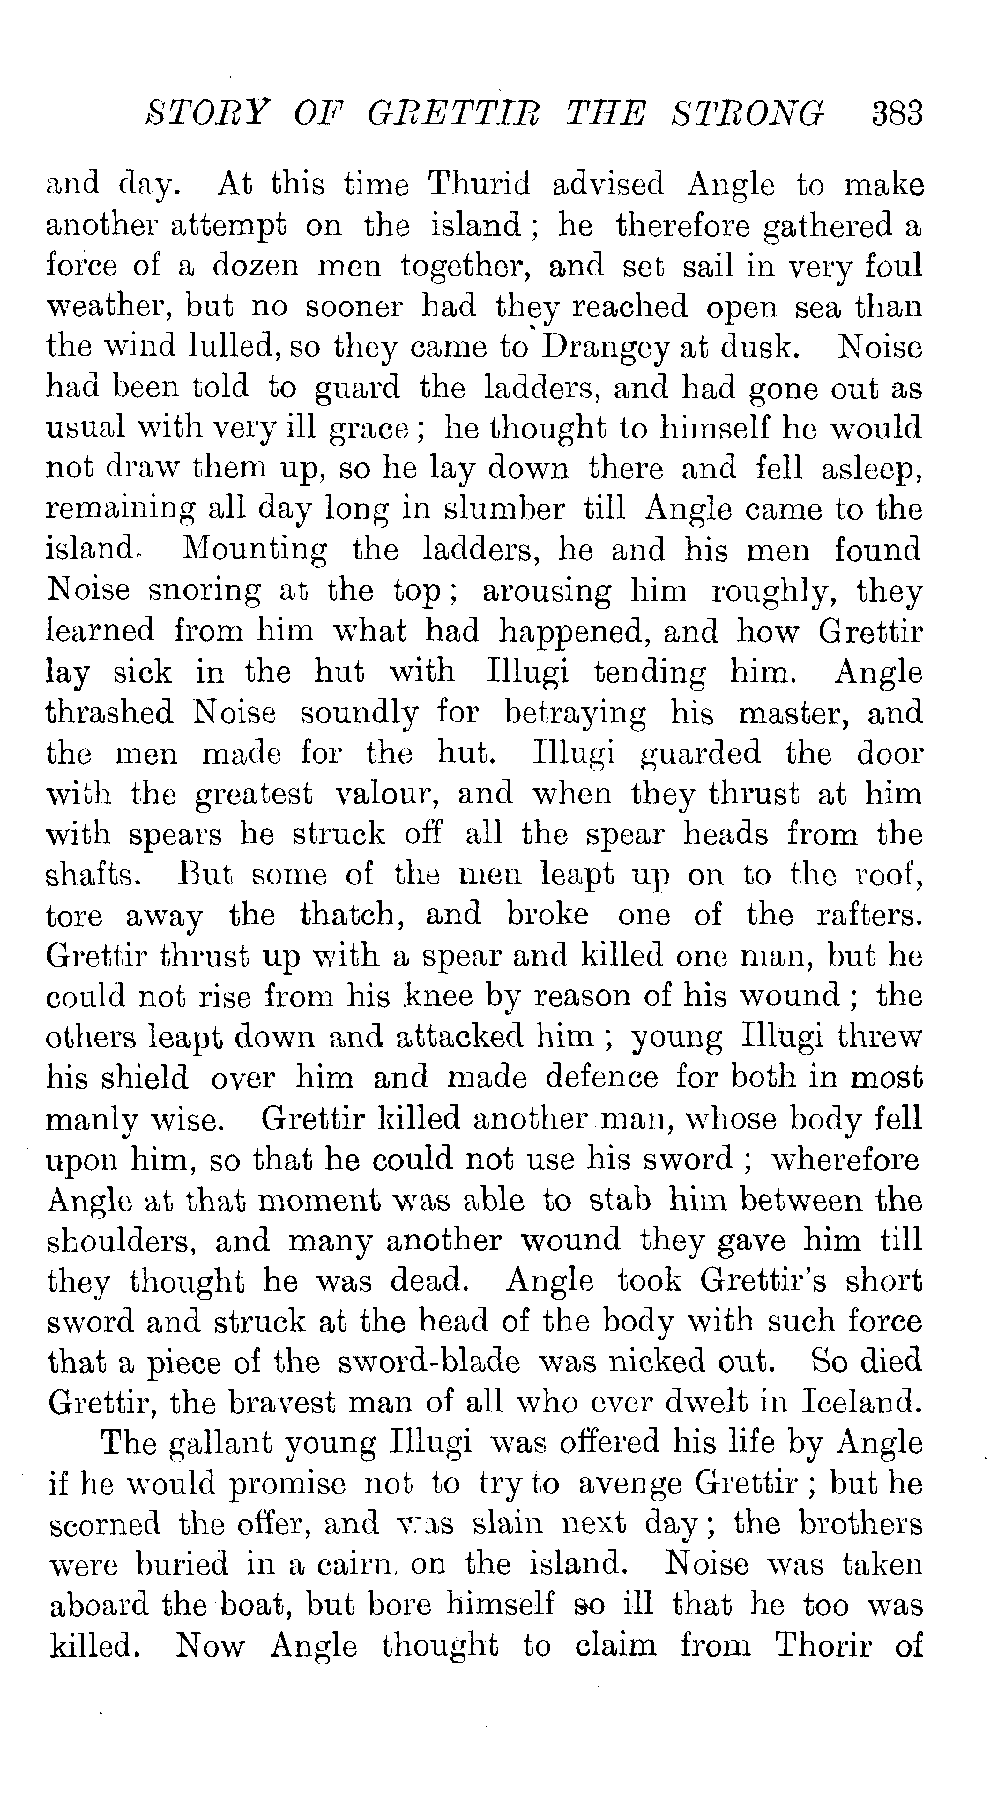 STORY OF GRETTIR THE STRONG 383
and day. At this time Thurid advised Angle to make
another attempt on the island ; he therefore gathered a
force of a dozen men together, and set sail in very foul
weather, but no sooner had they reached open sea than
the wind lulled, so they came to Drangey at dusk. Noise
had been told to guard the ladders, and had gone out as
usual with very ill grace ; he thought to himself he would
not draw them up, so he lay down there and fell asleep,
remaining all day long in slumber till Angle came to the
island. Mounting the ladders, he and his men found
Noise snoring at the top ; arousing him roughly, they
learned from him what had happened, and how Grettir
lay sick in the hut with Illugi tending him. Angle
thrashed Noise soundly for betraying his master, and
the men made for the hut. Illugi guarded the door
with the greatest valour, and when they thrust at him
with spears he struck off all the spear heads from the
shafts. But some of the men leapt up on to the roof,
tore away the thatch, and broke one of the rafters.
Grettir thrust up with a spear and killed one man, but he
could not rise from his knee by reason of his wound ; the
others leapt down and attacked him ; young Illugi threw
his shield over him and made defence for both in most
manly wise. Grettir killed another man, whose body fell
upon him, so that he could not use his sword ; wherefore
Angle at that moment was able to stab him between the
shoulders, and many another wound they gave him till
they thought he was dead. Angle took Grettir's short
sword and struck at the head of the body with such force
that a piece of the sword-blade was nicked out. So died
Grettir, the bravest man of all who ever dwelt in Iceland.
The gallant young Illugi was offered his life by Angle
if he would promise not to try to avenge Grettir ; but he
scorned the offer, and was slain next day ; the brothers
were buried in a cairn, on the island. Noise was taken
aboard the boat, but bore himself so ill that he too was
killed. Now Angle thought to claim from Thorir of